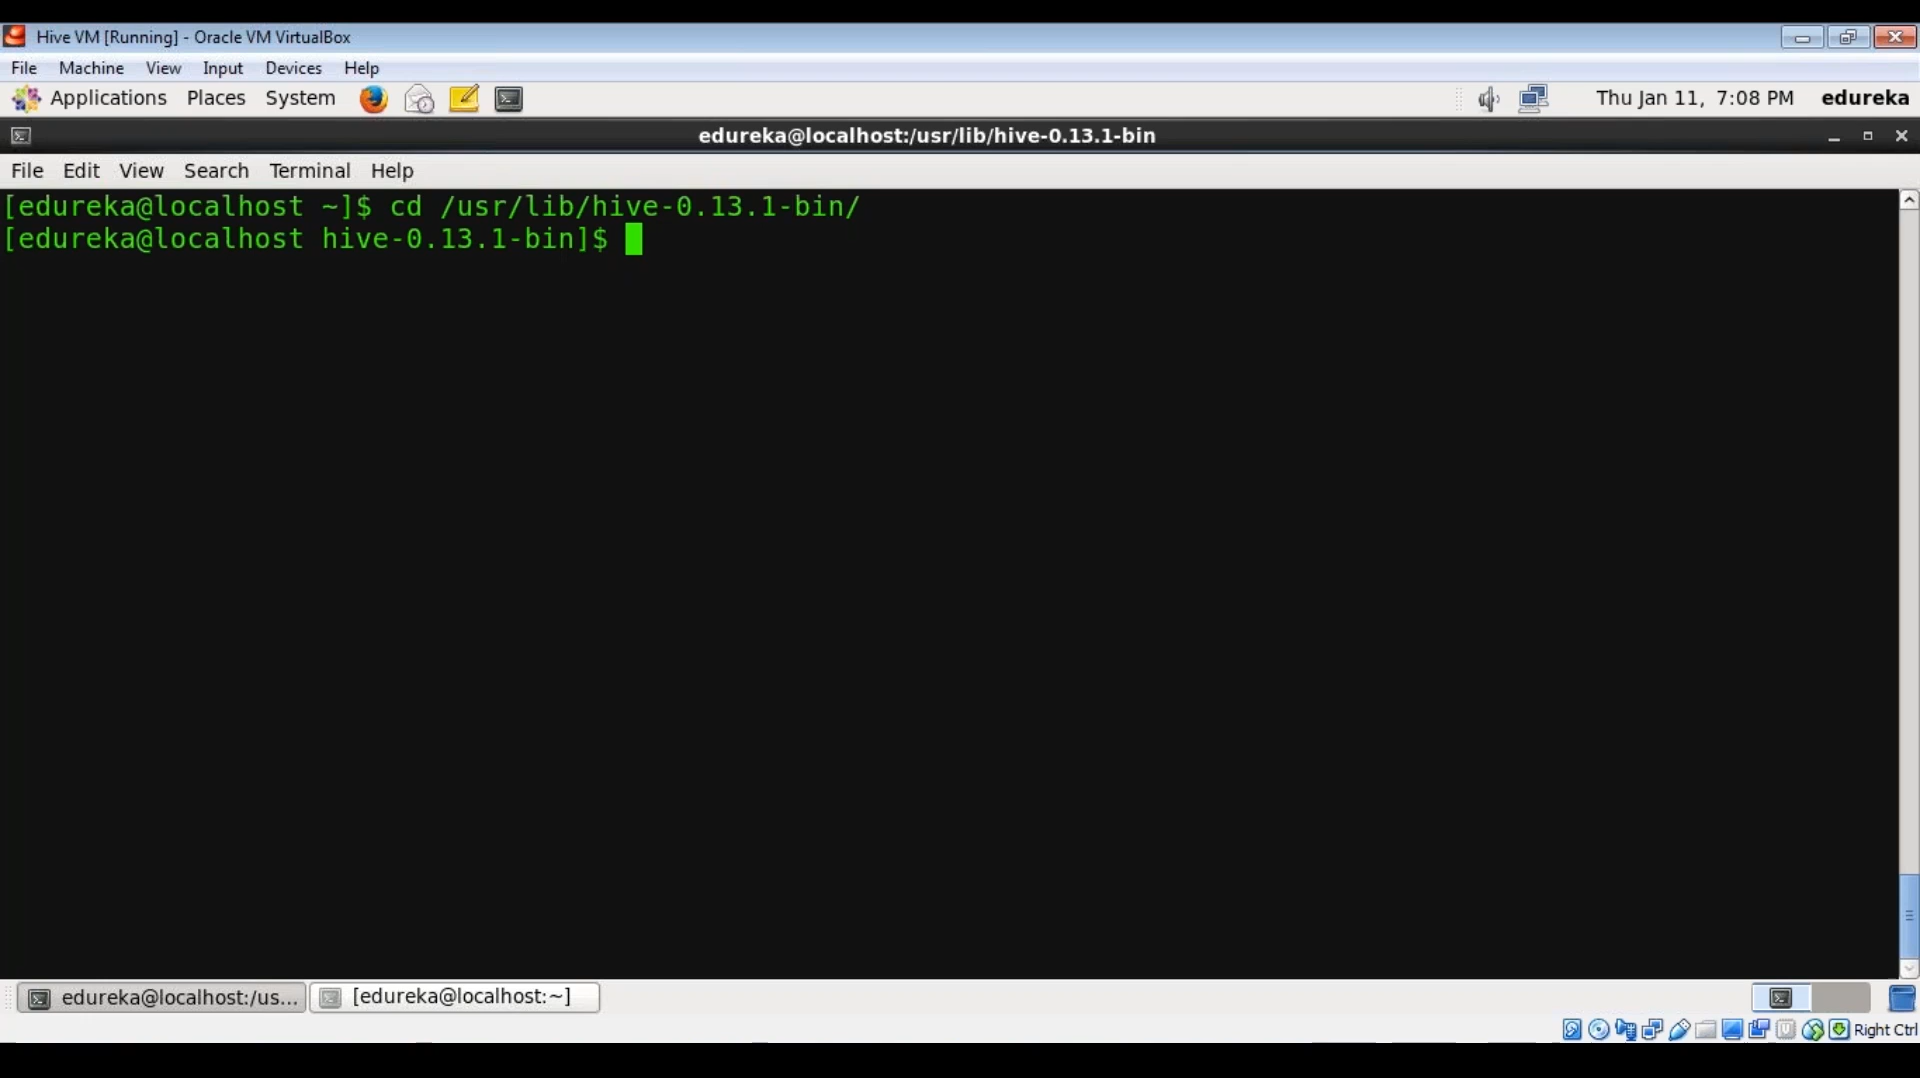 Hive VM [Running] - Oracle VM VirtualBox
File Machine View Input Devices Help
Applications Places System Thu Jan 11, 7:08 PM edureka
edureka@localhost:/usr/lib/hive-0.13.1-bin
File Edit View Search Terminal Help
[edureka@localhost ~]$ cd /usr/lib/hive-0.13.1-bin/
[edureka@localhost hive-0.13.1-bin]$
edureka@localhost:/us... [edureka@localhost:~]
Right Ctrl